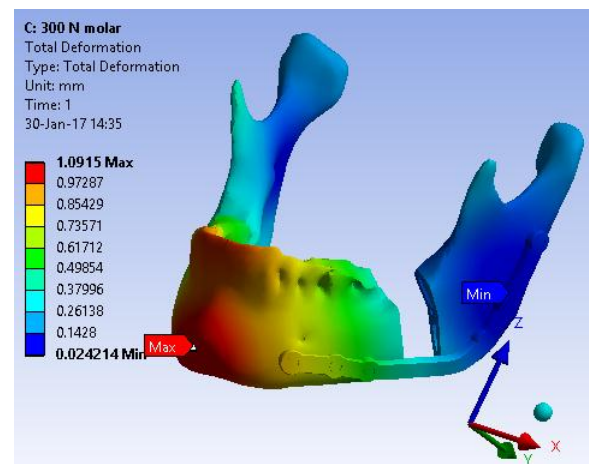 C: 300 N molar
Total Deformation
Type: Total Deformation
Unit: mm
Time: 1
30-Jan-17 14:35
1.0915 Max
0.97287
0.85429
0.73571
0.61712
0.49854
0.37996
0.26138
0.1428
0.024214 Min
Max
Min
Z
X
Y